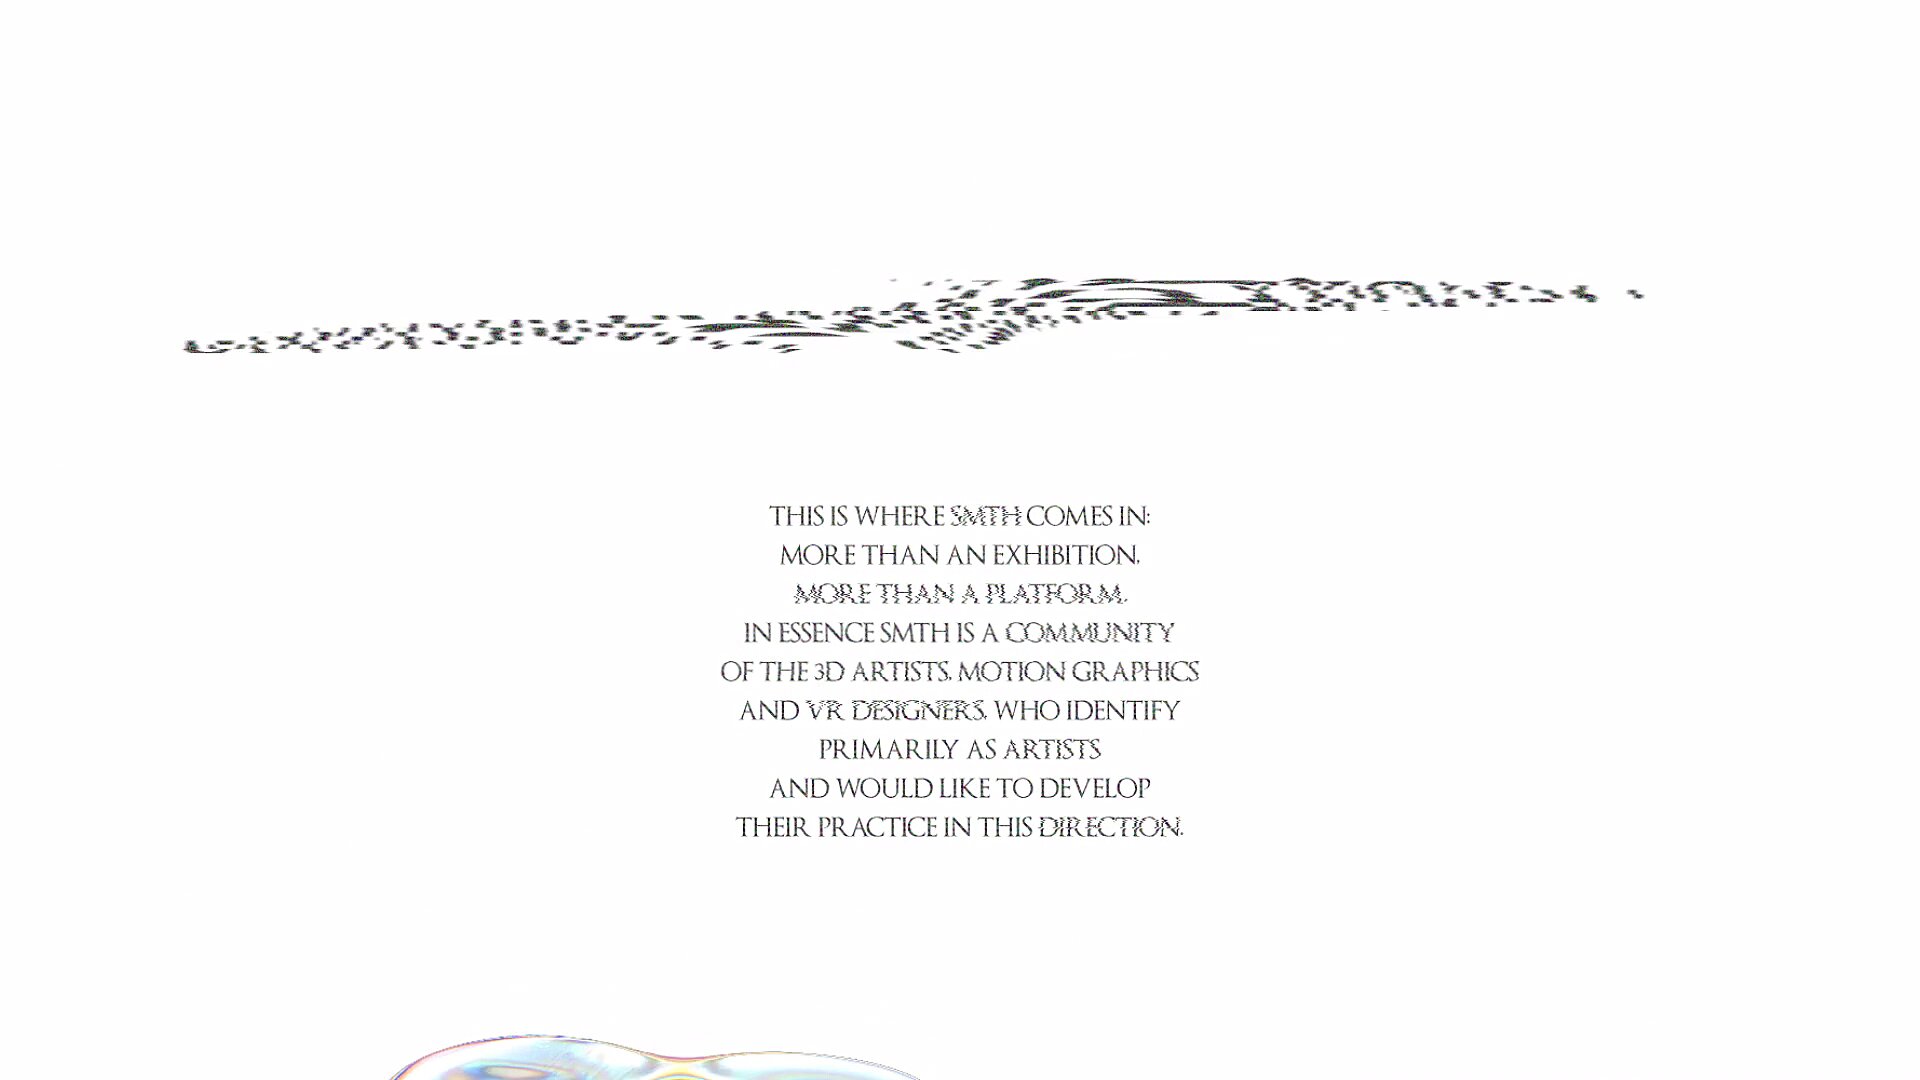 THIS IS WHERE SMTH COMES IN:
MORE THAN AN EXHIBITION,
MORE THAN A PLATFORM.
IN ESSENCE SMTH IS A COMMUNITY
OF THE 3D ARTISTS, MOTION GRAPHICS
AND VR DESIGNERS, WHO IDENTIFY
PRIMARILY AS ARTISTS
AND WOULD LIKE TO DEVELOP
THEIR PRACTICE IN THIS DIRECTION.